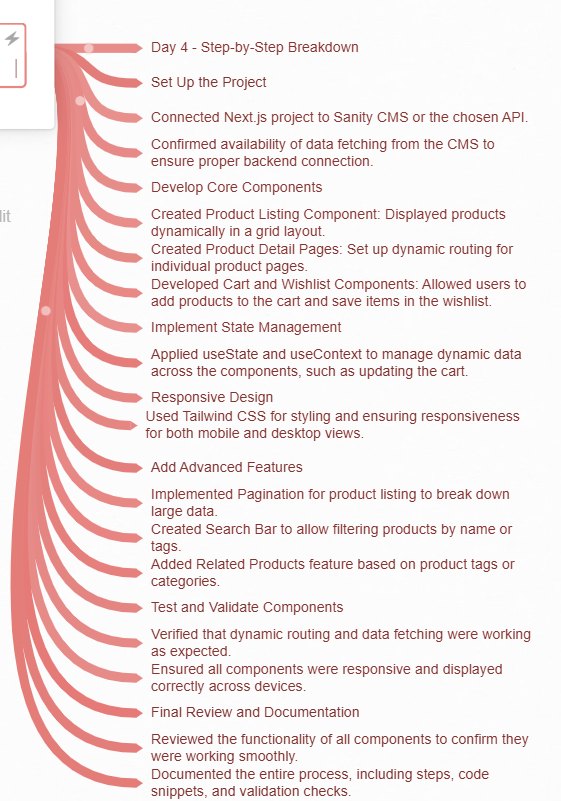 Day 4 - Step-by-Step Breakdown
Set Up the Project
Connected Next.js project to Sanity CMS or the chosen API.
Confirmed availability of data fetching from the CMS to
ensure proper backend connection.
Develop Core Components
lit
Created Product Listing Component: Displayed products
dynamically in a grid layout.
Created Product Detail Pages: Set up dynamic routing for
individual product pages.
Developed Cart and Wishlist Components: Allowed users to
add products to the cart and save items in the wishlist.
Implement State Management
Applied useState and useContext to manage dynamic data
across the components, such as updating the cart.
Responsive Design
Used Tailwind CSS for styling and ensuring responsiveness
for both mobile and desktop views.
Add Advanced Features
Implemented Pagination for product listing to break down
large data.
Created Search Bar to allow filtering products by name or
tags.
Added Related Products feature based on product tags or
categories.
Test and Validate Components
Verified that dynamic routing and data fetching were working
as expected.
Ensured all components were responsive and displayed
correctly across devices.
Final Review and Documentation
Reviewed the functionality of all components to confirm they
were working smoothly.
Documented the entire process, including steps, code
snippets, and validation checks.